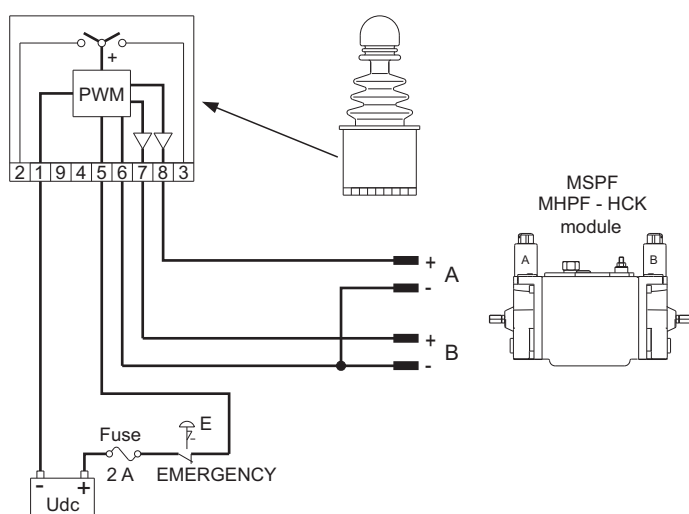 +
PWM
2 1 9 4 5 6 7 8 3
MSPF
MHPF - HCK
module
A B
+
A
-
+
B
-
E
Fuse
2 A
EMERGENCY
- +
Udc